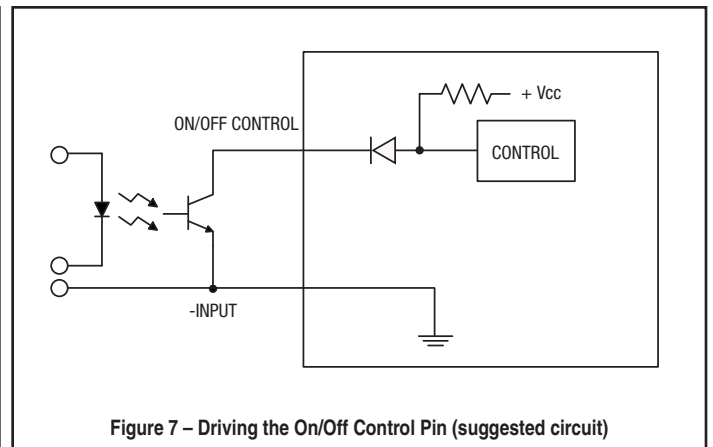 + Vcc
ON/OFF CONTROL
CONTROL
-INPUT
Figure 7 – Driving the On/Off Control Pin (suggested circuit)